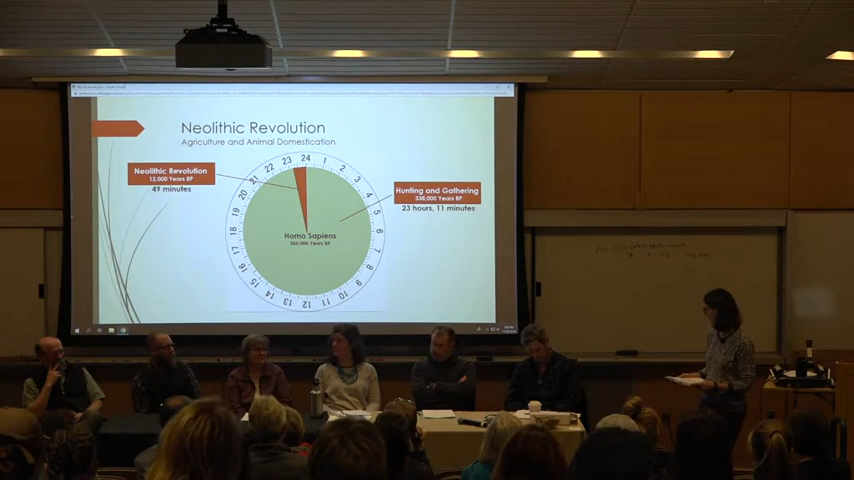 Neolithic Revolution
Agriculture and Animal Domestication
Neolithic Revolution
12,000 Years BP
49 minutes
Hunting and Gathering
338,000 Years BP
23 hours, 11 minutes
Homo Sapiens
350,000 Years BP
24
1
2
3
4
5
6
7
8
9
10
11
12
13
14
15
16
17
18
19
20
21
22
23